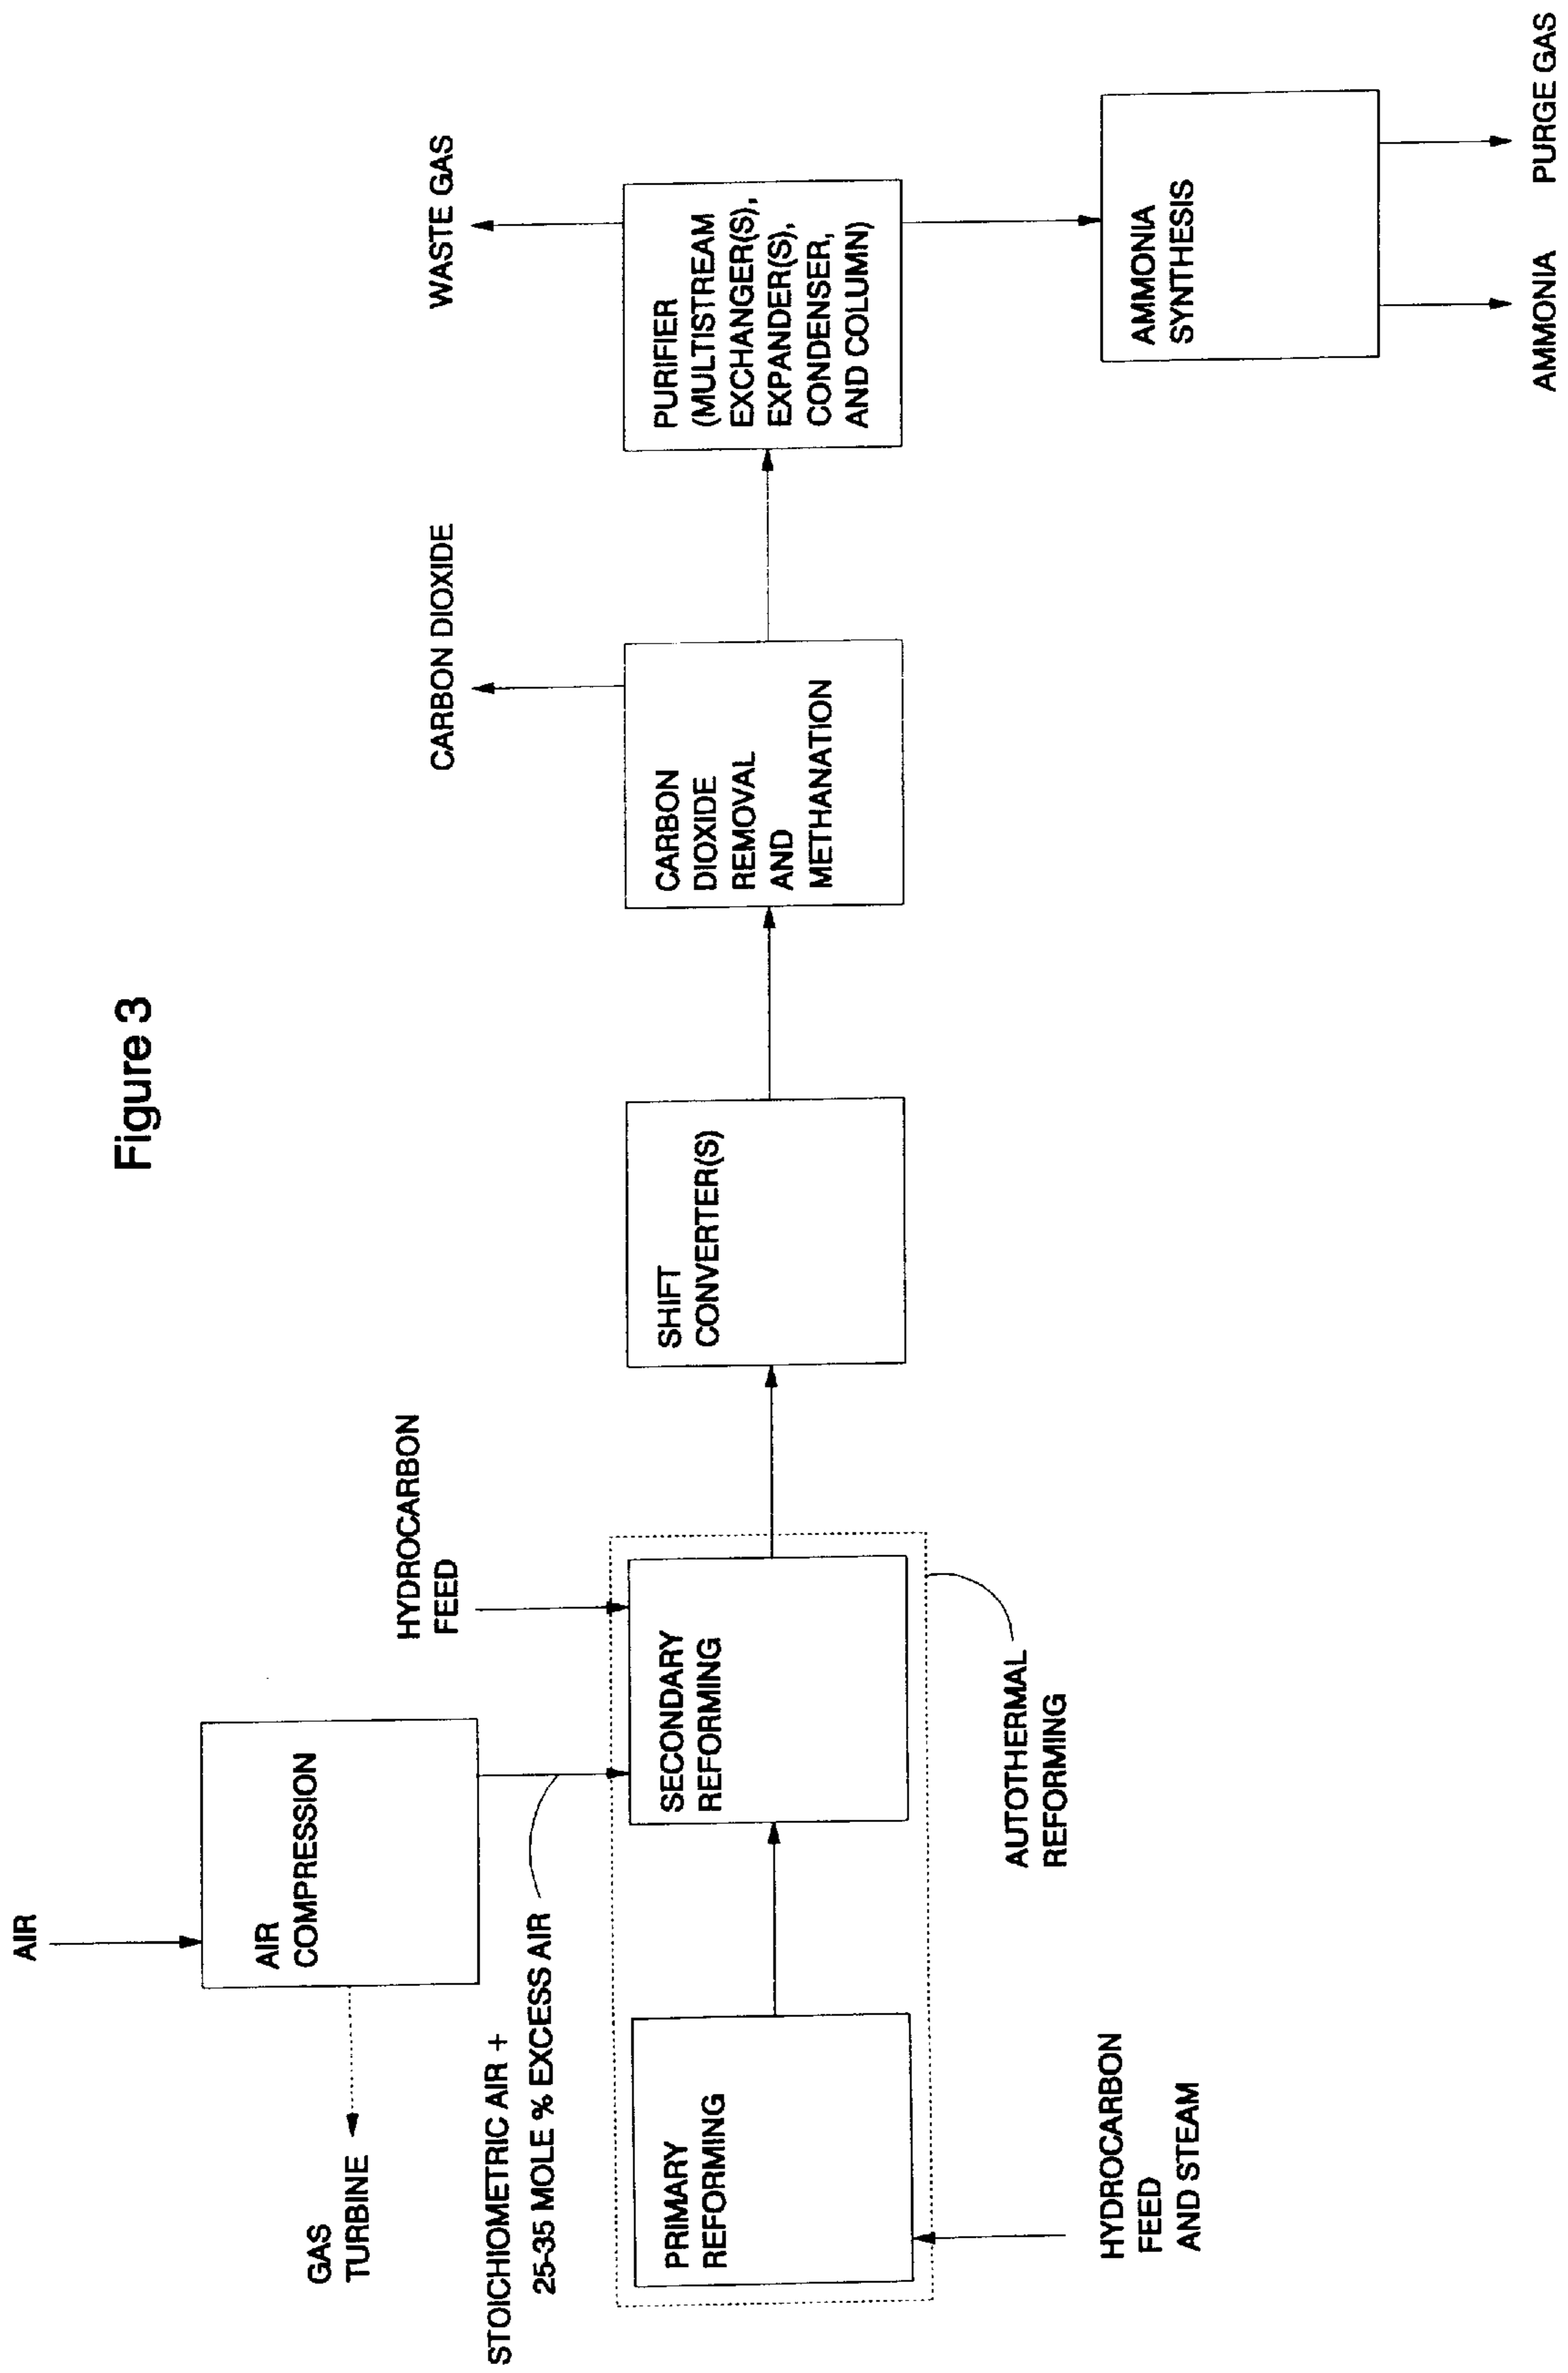 Figure 3
AIR
AIR
COMPRESSION
GAS
TURBINE
STOICHIOMETRIC AIR +
25-35 MOLE % EXCESS AIR
HYDROCARBON
FEED
PRIMARY
REFORMING
SECONDARY
REFORMING
HYDROCARBON
FEED
AND STEAM
AUTOTHERMAL
REFORMING
SHIFT
CONVERTER(S)
CARBON DIOXIDE
CARBON
DIOXIDE
REMOVAL
AND
METHANATION
WASTE GAS
PURIFIER
(MULTISTREAM
EXCHANGER(S),
EXPANDER(S),
CONDENSER,
AND COLUMN)
AMMONIA
SYNTHESIS
AMMONIA
PURGE GAS